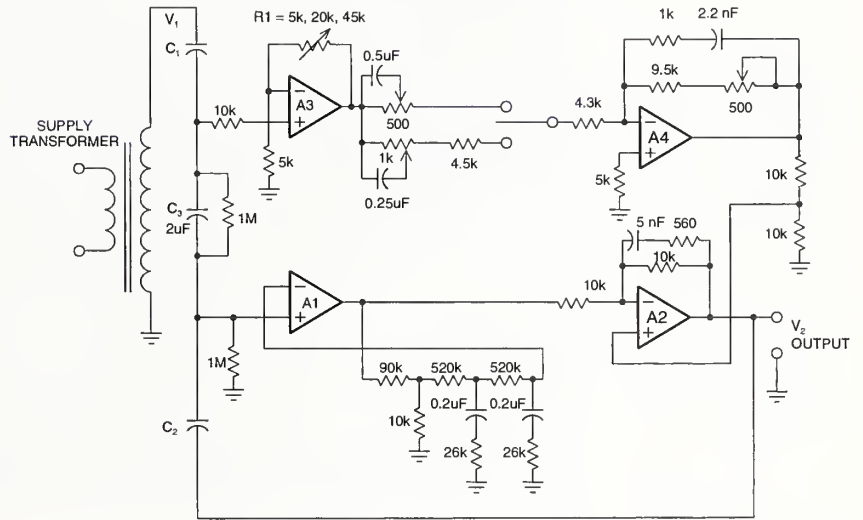 V1
C1
R1 = 5k, 20k, 45k
1k
2.2 nF
0.5uF
9.5k
500
10k
A3
4.3k
500
A4
SUPPLY
TRANSFORMER
5k
1k
4.5k
0.25uF
5k
10k
10k
C3
2uF
1M
5 nF
560
10k
10k
A1
A2
V2
OUTPUT
1M
90k
520k
520k
0.2uF
0.2uF
10k
26k
26k
C2